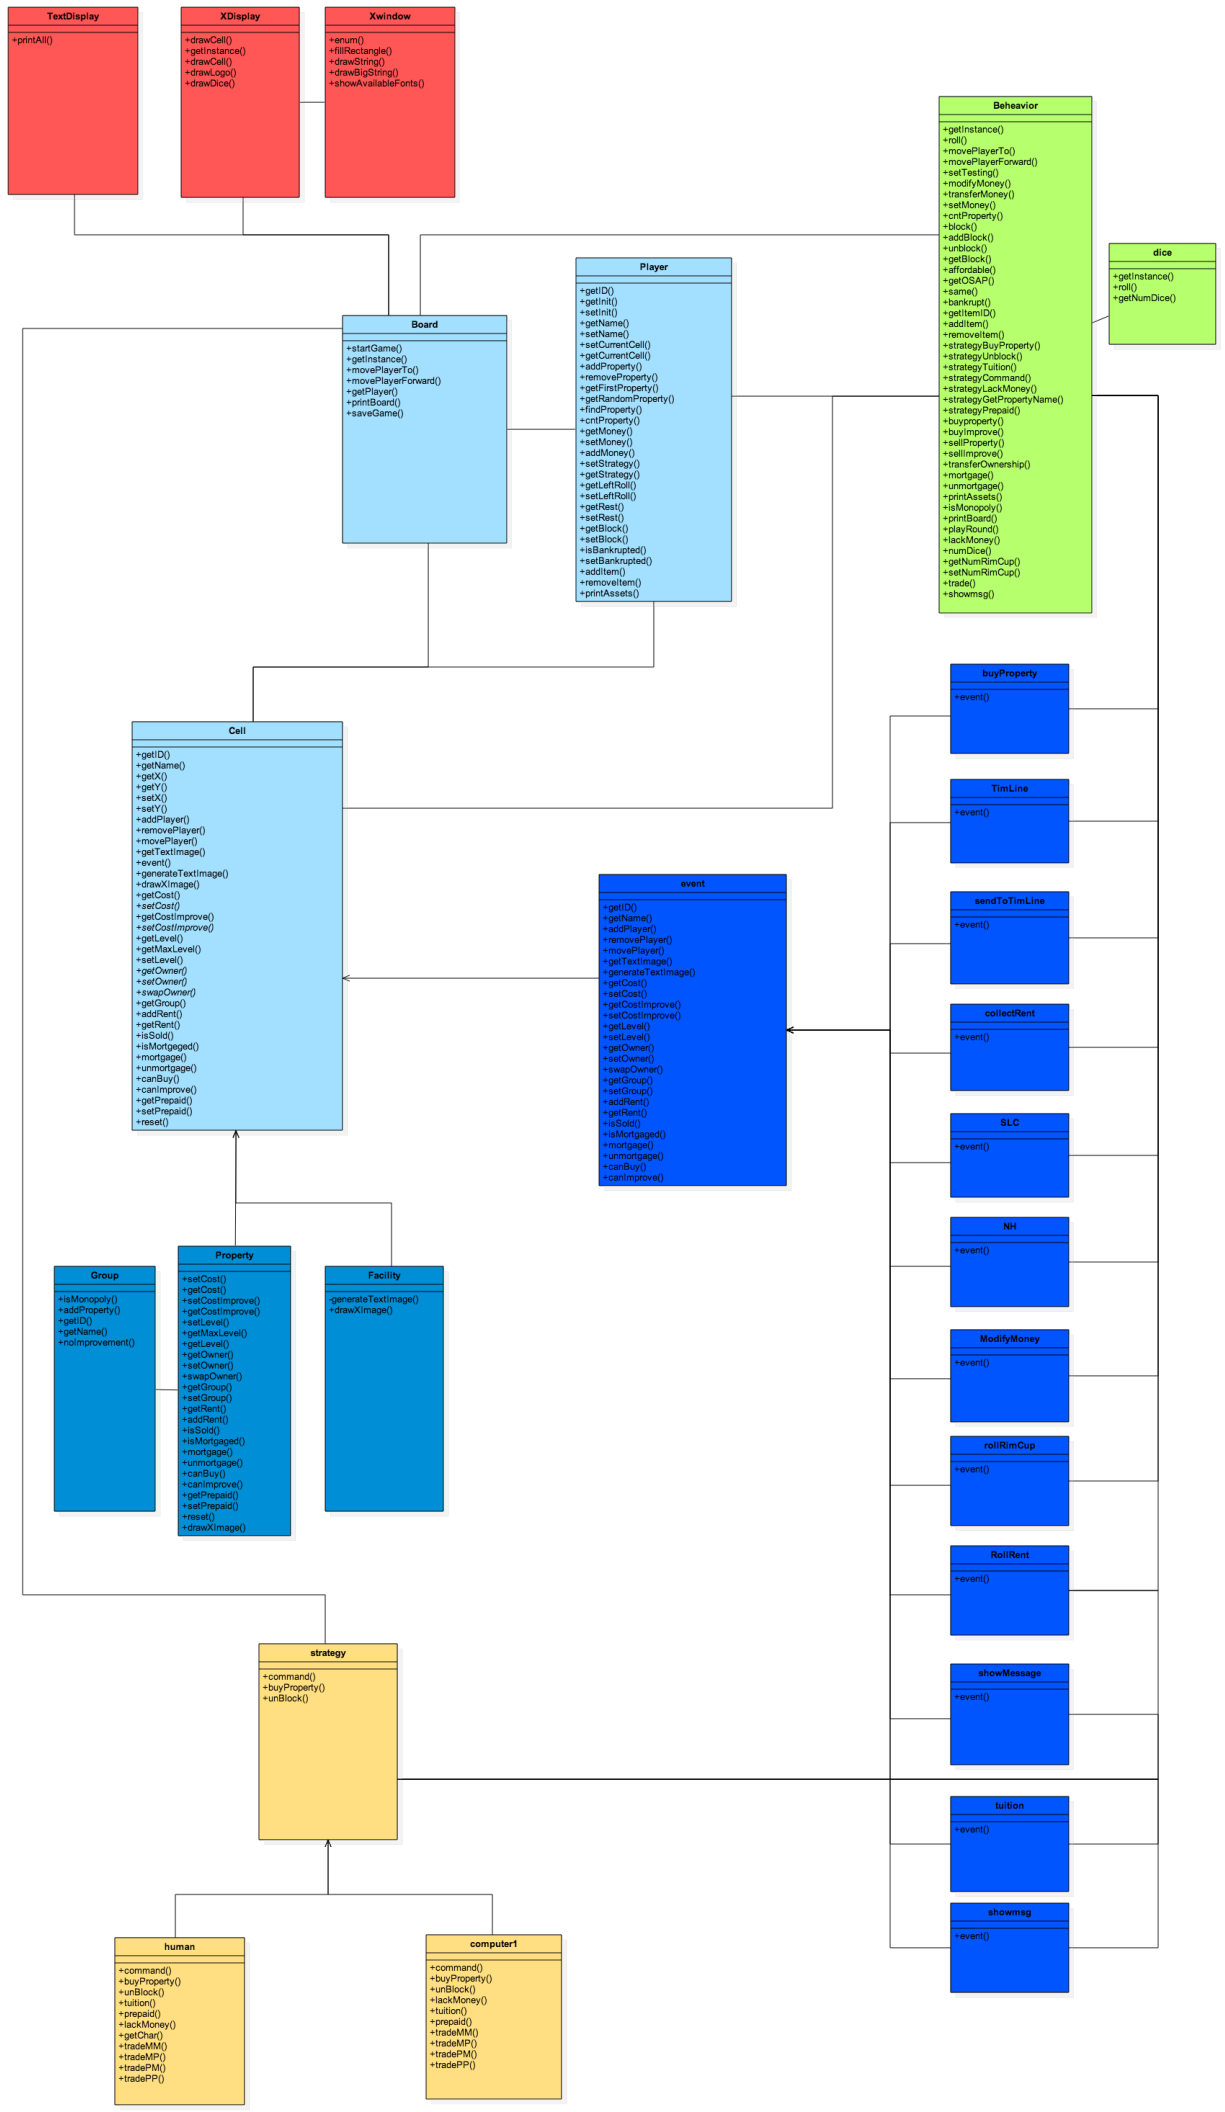 TextDisplay
+printAll()
XDisplay
+drawCell()
+getInstance()
+drawCell()
+drawLogo()
+drawDice()
Xwindow
+enum()
+fillRectangle()
+drawString()
+drawBigString()
+showAvailableFonts()
Beheavior
+getInstance()
+roll()
+movePlayerTo()
+movePlayerForward()
+setTesting()
+modifyMoney()
+transferMoney()
+setMoney()
+cntProperty()
+block()
+addBlock()
+unblock()
+getBlock()
+affordable()
+getOSAP()
+same()
+bankrupt()
+getItemID()
+addItem()
+removeItem()
+strategyBuyProperty()
+strategyUnblock()
+strategyTuition()
+strategyCommand()
+strategyLackMoney()
+strategyGetPropertyName()
+strategyPrepaid()
+buyproperty()
+buyImprove()
+sellProperty()
+sellImprove()
+transferOwnership()
+mortgage()
+unmortgage()
+printAssets()
+isMonopoly()
+printBoard()
+playRound()
+lackMoney()
+numDice()
+getNumRimCup()
+setNumRimCup()
+trade()
+showmsg()
dice
+getInstance()
+roll()
+getNumDice()
Player
+getID()
+getInit()
+setInit()
+getName()
+setName()
+setCurrentCell()
+getCurrentCell()
+addProperty()
+removeProperty()
+getFirstProperty()
+getRandomProperty()
+findProperty()
+cntProperty()
+getMoney()
+setMoney()
+addMoney()
+setStrategy()
+getStrategy()
+getLeftRoll()
+setLeftRoll()
+getRest()
+setRest()
+getBlock()
+setBlock()
+isBankrupted()
+setBankrupted()
+addItem()
+removeItem()
+printAssets()
Board
+startGame()
+getInstance()
+movePlayerTo()
+movePlayerForward()
+getPlayer()
+printBoard()
+saveGame()
Cell
+getID()
+getName()
+getX()
+getY()
+setX()
+setY()
+addPlayer()
+removePlayer()
+movePlayer()
+getTextImage()
+event()
+generateTextImage()
+drawXImage()
+getCost()
+setCost()
+getCostImprove()
+setCostImprove()
+getLevel()
+getMaxLevel()
+setLevel()
+getOwner()
+setOwner()
+swapOwner()
+getGroup()
+addRent()
+getRent()
+isSold()
+isMortgeged()
+mortgage()
+unmortgage()
+canBuy()
+canImprove()
+getPrepaid()
+setPrepaid()
+reset()
event
+getID()
+getName()
+addPlayer()
+removePlayer()
+movePlayer()
+getTextImage()
+generateTextImage()
+getCost()
+setCost()
+getCostImprove()
+setCostImprove()
+getLevel()
+setLevel()
+getOwner()
+setOwner()
+swapOwner()
+getGroup()
+setGroup()
+addRent()
+getRent()
+isSold()
+isMortgaged()
+mortgage()
+unmortgage()
+canBuy()
+canImprove()
buyProperty
+event()
TimLine
+event()
sendToTimLine
+event()
collectRent
+event()
SLC
+event()
NH
+event()
ModifyMoney
+event()
rollRimCup
+event()
RollRent
+event()
showMessage
+event()
tuition
+event()
showmsg
+event()
Group
+isMonopoly()
+addProperty()
+getID()
+getName()
+noImprovement()
Property
+setCost()
+getCost()
+setCostImprove()
+getCostImprove()
+setLevel()
+getMaxLevel()
+getLevel()
+getOwner()
+setOwner()
+swapOwner()
+getGroup()
+setGroup()
+getRent()
+addRent()
+isSold()
+isMortgaged()
+mortgage()
+unmortgage()
+canBuy()
+canImprove()
+getPrepaid()
+setPrepaid()
+reset()
+drawXImage()
Facility
-generateTextImage()
+drawXImage()
strategy
+command()
+buyProperty()
+unBlock()
human
+command()
+buyProperty()
+unBlock()
+tuition()
+prepaid()
+lackMoney()
+getChar()
+tradeMM()
+tradeMP()
+tradePM()
+tradePP()
computer1
+command()
+buyProperty()
+unBlock()
+lackMoney()
+tuition()
+prepaid()
+tradeMM()
+tradeMP()
+tradePM()
+tradePP()